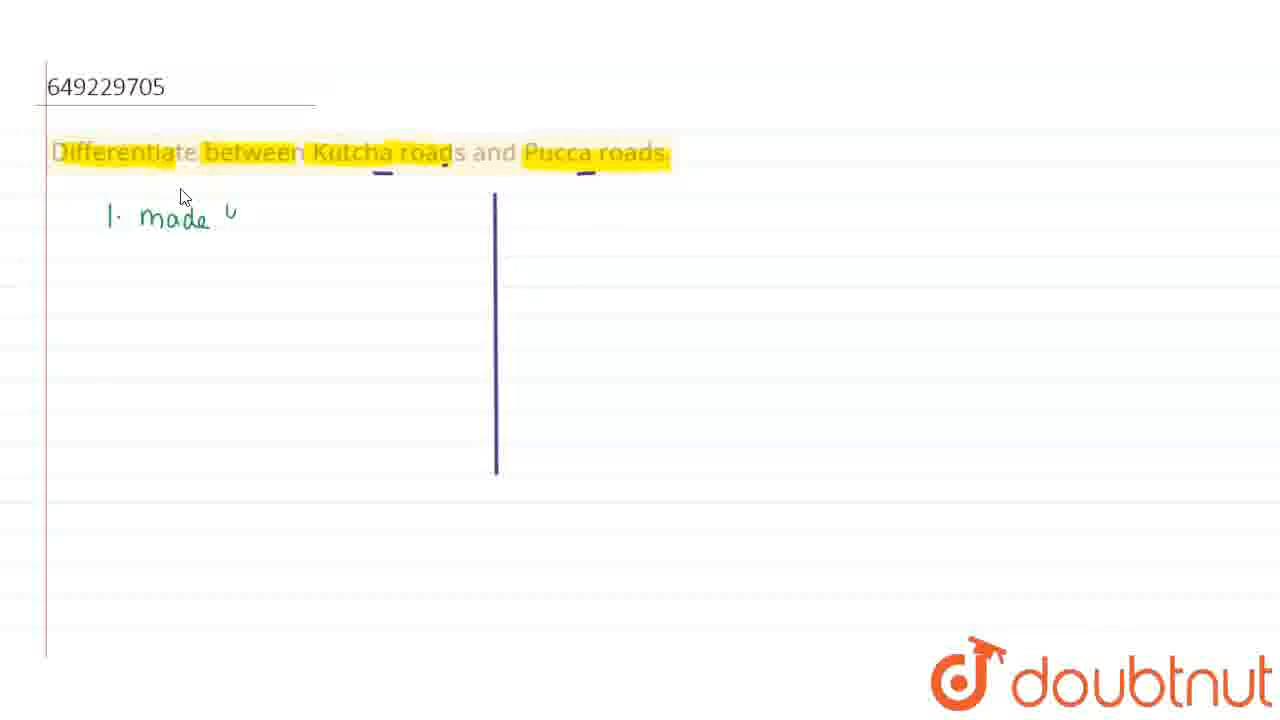 649229705
Differentiate between Kutcha roads and Pucca roads.
1. made
doubtnut